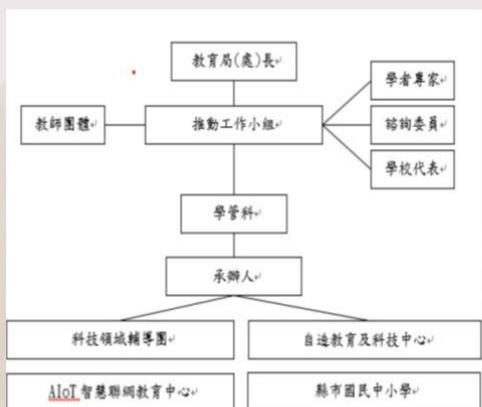 教育局(處)長
學者專家
教師團體
推動工作小組
諮詢委員
學校代表
學管科
承辦人
科技領域輔導團
自造教育及科技中心
AIoT智慧聯網教育中心
縣市國民中小學